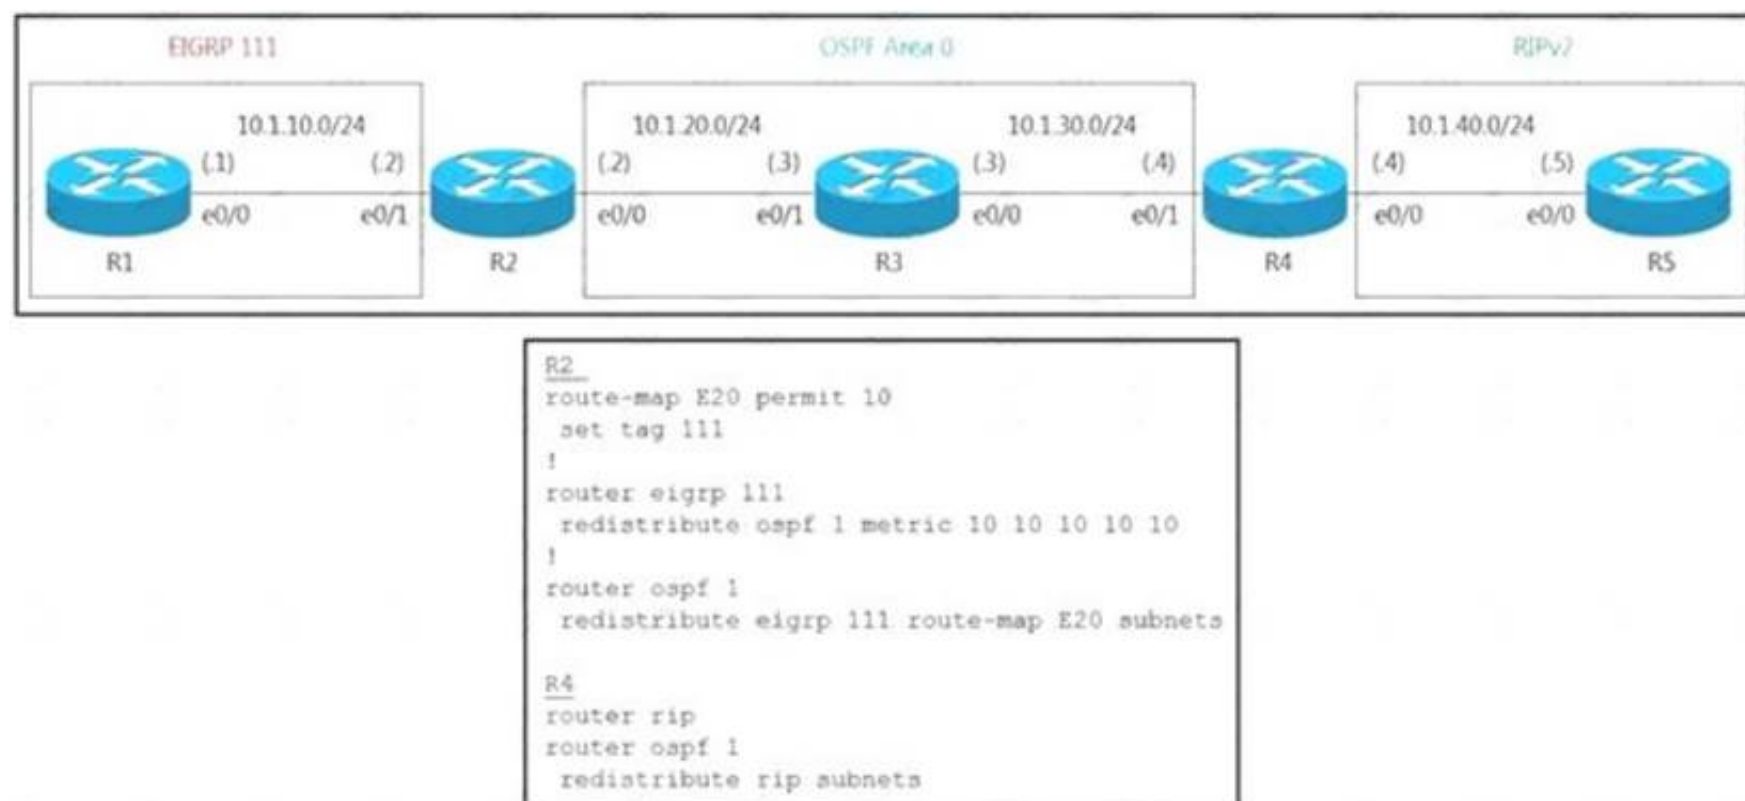 EIGRP 111 OSPF Area 0 RIPv2
10.1.10.0/24 10.1.20.0/24 10.1.30.0/24 10.1.40.0/24
(.1) (.2) (.2) (.3) (.3) (.4) (.4) (.5)
e0/0 e0/1 e0/0 e0/1 e0/0 e0/1 e0/0 e0/0
R1 R2 R3 R4 R5
R2
route-map E20 permit 10
set tag 111
!
router eigrp 111
redistribute ospf 1 metric 10 10 10 10 10
!
router ospf 1
redistribute eigrp 111 route-map E20 subnets
R4
router rip
router ospf 1
redistribute rip subnets